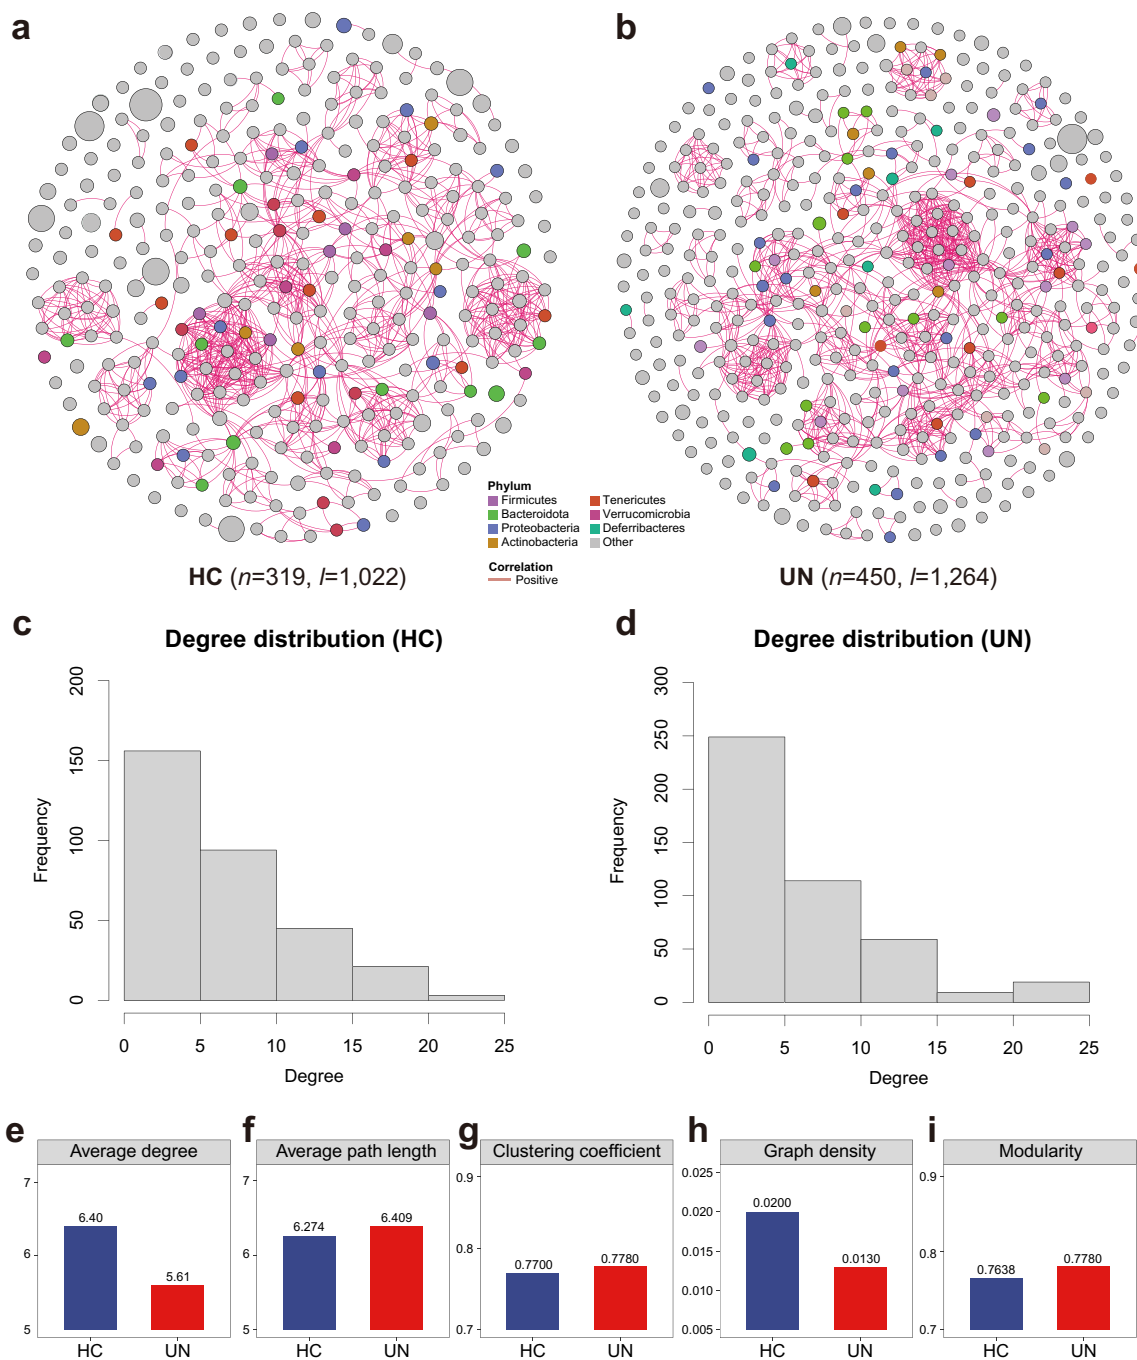 a
b
Phylum
Firmicutes
Tenericutes
Bacteroidota
Verrucomicrobia
Proteobacteria
Deferribacteres
Actinobacteria
Other
Correlation
Positive
HC (n=319, l=1,022)
UN (n=450, l=1,264)
c
Degree distribution (HC)
200
150
100
50
0
Frequency
0 5 10 15 20 25
Degree
d
Degree distribution (UN)
300
250
200
150
100
50
0
Frequency
0 5 10 15 20 25
Degree
e
Average degree
7
6
5
6.40
5.61
HC UN
f
Average path length
7
6
5
6.274
6.409
HC UN
g
Clustering coefficient
0.9
0.8
0.7
0.7700
0.7780
HC UN
h
Graph density
0.025
0.020
0.015
0.010
0.005
0.0200
0.0130
HC UN
i
Modularity
0.9
0.8
0.7
0.7638
0.7780
HC UN